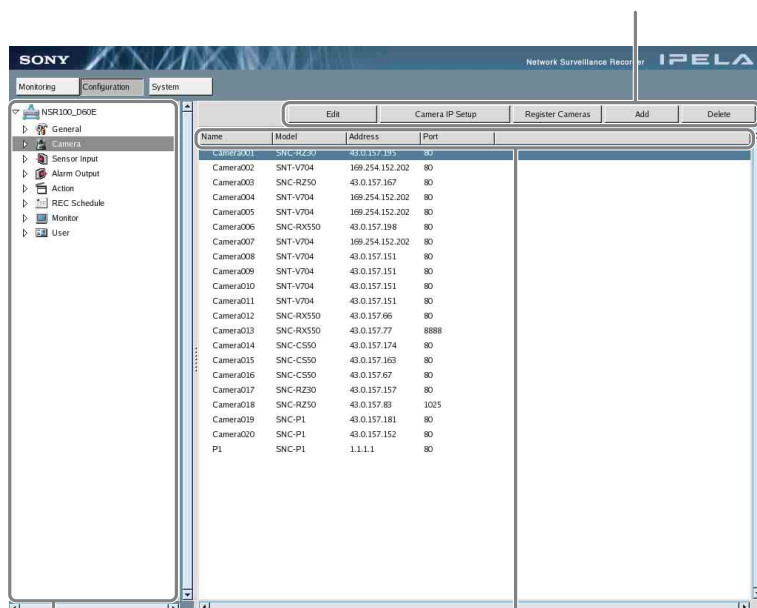 SONY
Network Surveillance Recorder IPELA
Monitoring Configuration System
NSR100_D60E
General
Camera
Sensor Input
Alarm Output
Action
REC Schedule
Monitor
User
Edit Camera IP Setup Register Cameras Add Delete
Name Model Address Port
Camera001 SNC-RZ30 43.0.157.195 80
Camera002 SNT-V704 169.254.152.202 80
Camera003 SNC-RZ50 43.0.157.167 80
Camera004 SNT-V704 169.254.152.202 80
Camera005 SNT-V704 169.254.152.202 80
Camera006 SNC-RX550 43.0.157.198 80
Camera007 SNT-V704 169.254.152.202 80
Camera008 SNT-V704 43.0.157.151 80
Camera009 SNT-V704 43.0.157.151 80
Camera010 SNT-V704 43.0.157.151 80
Camera011 SNT-V704 43.0.157.151 80
Camera012 SNC-RX550 43.0.157.66 80
Camera013 SNC-RX550 43.0.157.77 8888
Camera014 SNC-CS50 43.0.157.174 80
Camera015 SNC-CS50 43.0.157.163 80
Camera016 SNC-CS50 43.0.157.67 80
Camera017 SNC-RZ30 43.0.157.157 80
Camera018 SNC-RZ50 43.0.157.83 1025
Camera019 SNC-P1 43.0.157.181 80
Camera020 SNC-P1 43.0.157.152 80
P1 SNC-P1 1.1.1.1 80